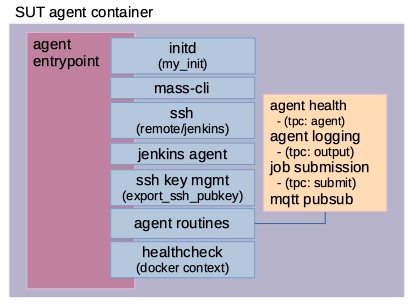 SUT agent container
agent
entrypoint
initd
(my_init)
mass-cli
ssh
(remote/jenkins)
jenkins agent
ssh key mgmt
(export_ssh_pubkey)
agent routines
healthcheck
(docker context)
agent health
- (tpc: agent)
agent logging
- (tpc: output)
job submission
- (tpc: submit)
mqtt pubsub